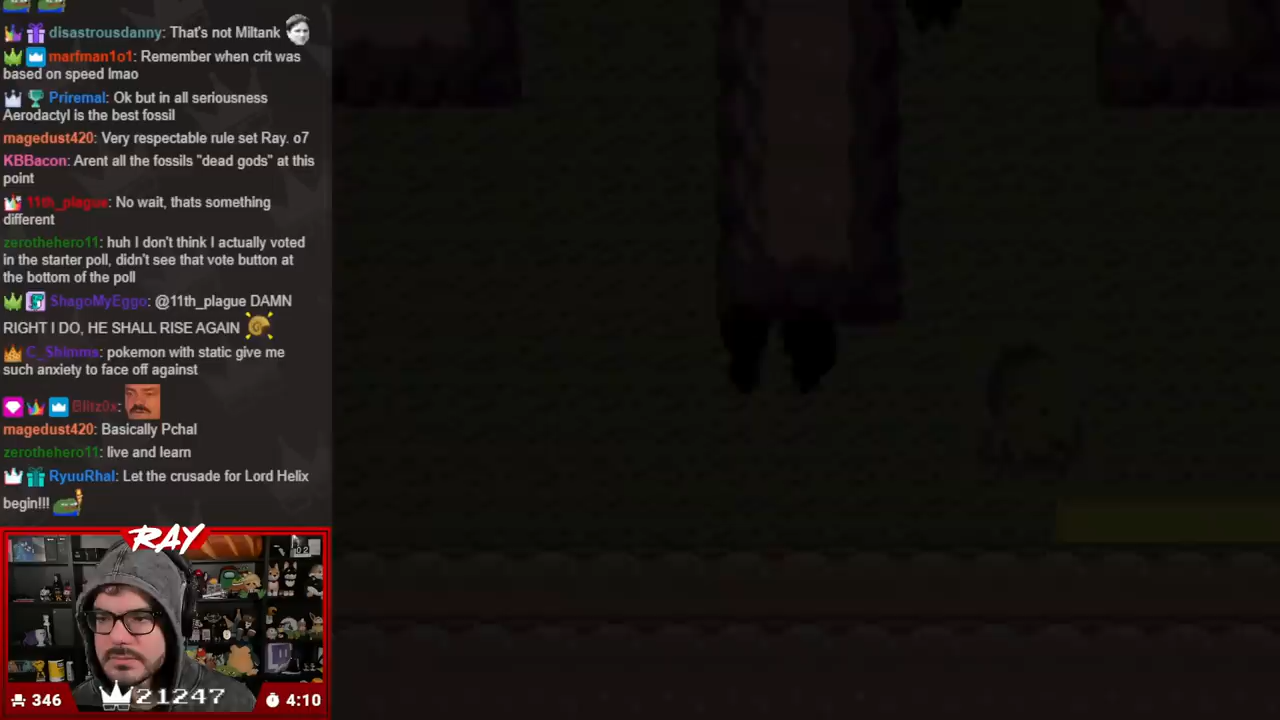 disastrousdanny: That's not Miltank
marfman1o1: Remember when crit was
based on speed lmao
Priremal: Ok but in all seriousness
Aerodactyl is the best fossil
magedust420: Very respectable rule set Ray. o7
KBBacon: Arent all the fossils "dead gods" at this
point
11th_plague: No wait, thats something
different
zerothehero11: huh I don't think I actually voted
in the starter poll, didn't see that vote button at
the bottom of the poll
ShagoMyEggo: @11th_plague DAMN
RIGHT I DO, HE SHALL RISE AGAIN
C_Shimms: pokemon with static give me
such anxiety to face off against
Blitz0x:
magedust420: Basically Pchal
zerothehero11: live and learn
RyuuRhal: Let the crusade for Lord Helix
begin!!!
RAY
346
21247
4:10